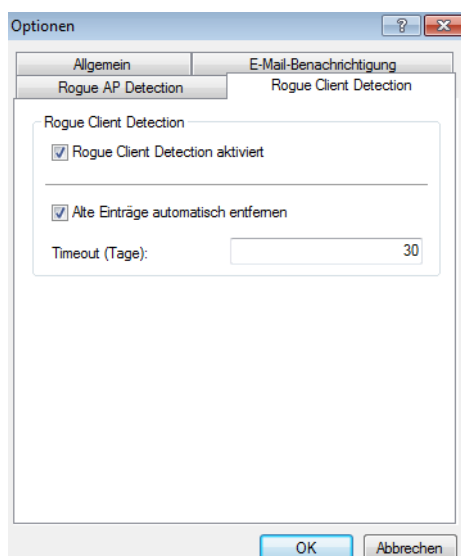 Optionen
Allgemein
E-Mail-Benachrichtigung
Rogue AP Detection
Rogue Client Detection
Rogue Client Detection
Rogue Client Detection aktiviert
Alte Einträge automatisch entfernen
Timeout (Tage): 30
OK Abbrechen